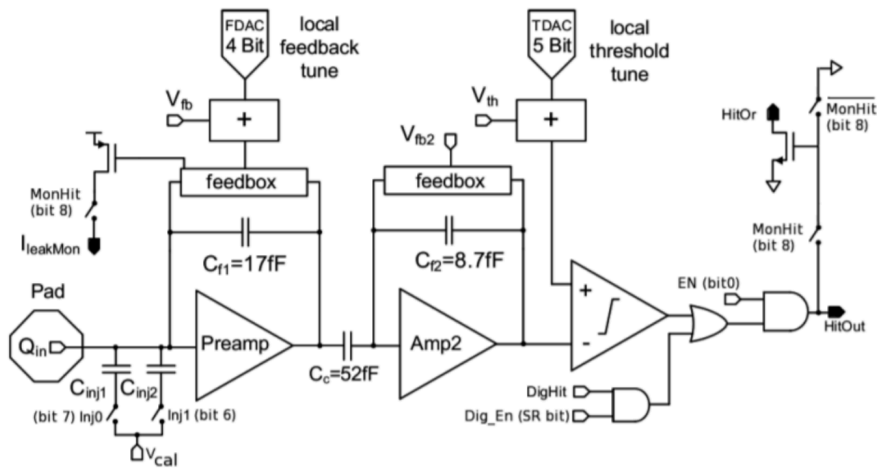 FDAC
4 Bit
local
feedback
tune
TDAC
5 Bit
local
threshold
tune
V_fb
+
V_th
+
V_fb2
HitOr
MonHit
(bit 8)
feedbox
feedbox
MonHit
(bit 8)
I_leakMon
C_f1=17fF
C_f2=8.7fF
MonHit
(bit 8)
Pad
Q_in
Preamp
C_c=52fF
Amp2
+
-
EN (bit0)
HitOut
C_inj1
C_inj2
(bit 7) Inj0
Inj1 (bit 6)
V_cal
DigHit
Dig_En (SR bit)